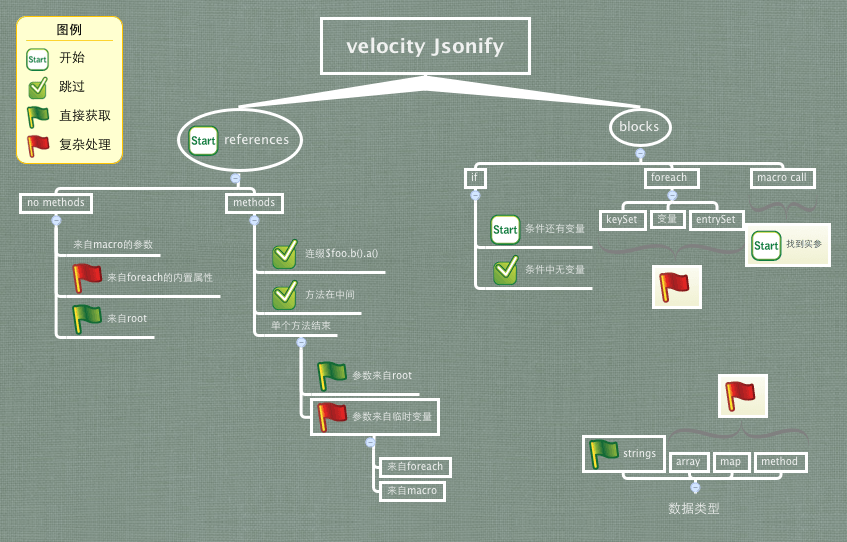 图例
Start 开始
跳过
直接获取
复杂处理
velocity Jsonify
Start references
blocks
no methods
methods
来自macro的参数
来自foreach的内置属性
来自root
连缀$foo.b().a()
方法在中间
单个方法结束
参数来自root
参数来自临时变量
来自foreach
来自macro
if
foreach
macro call
Start 条件还有变量
条件中无变量
keySet
变量
entrySet
Start 找到实参
strings
array
map
method
数据类型